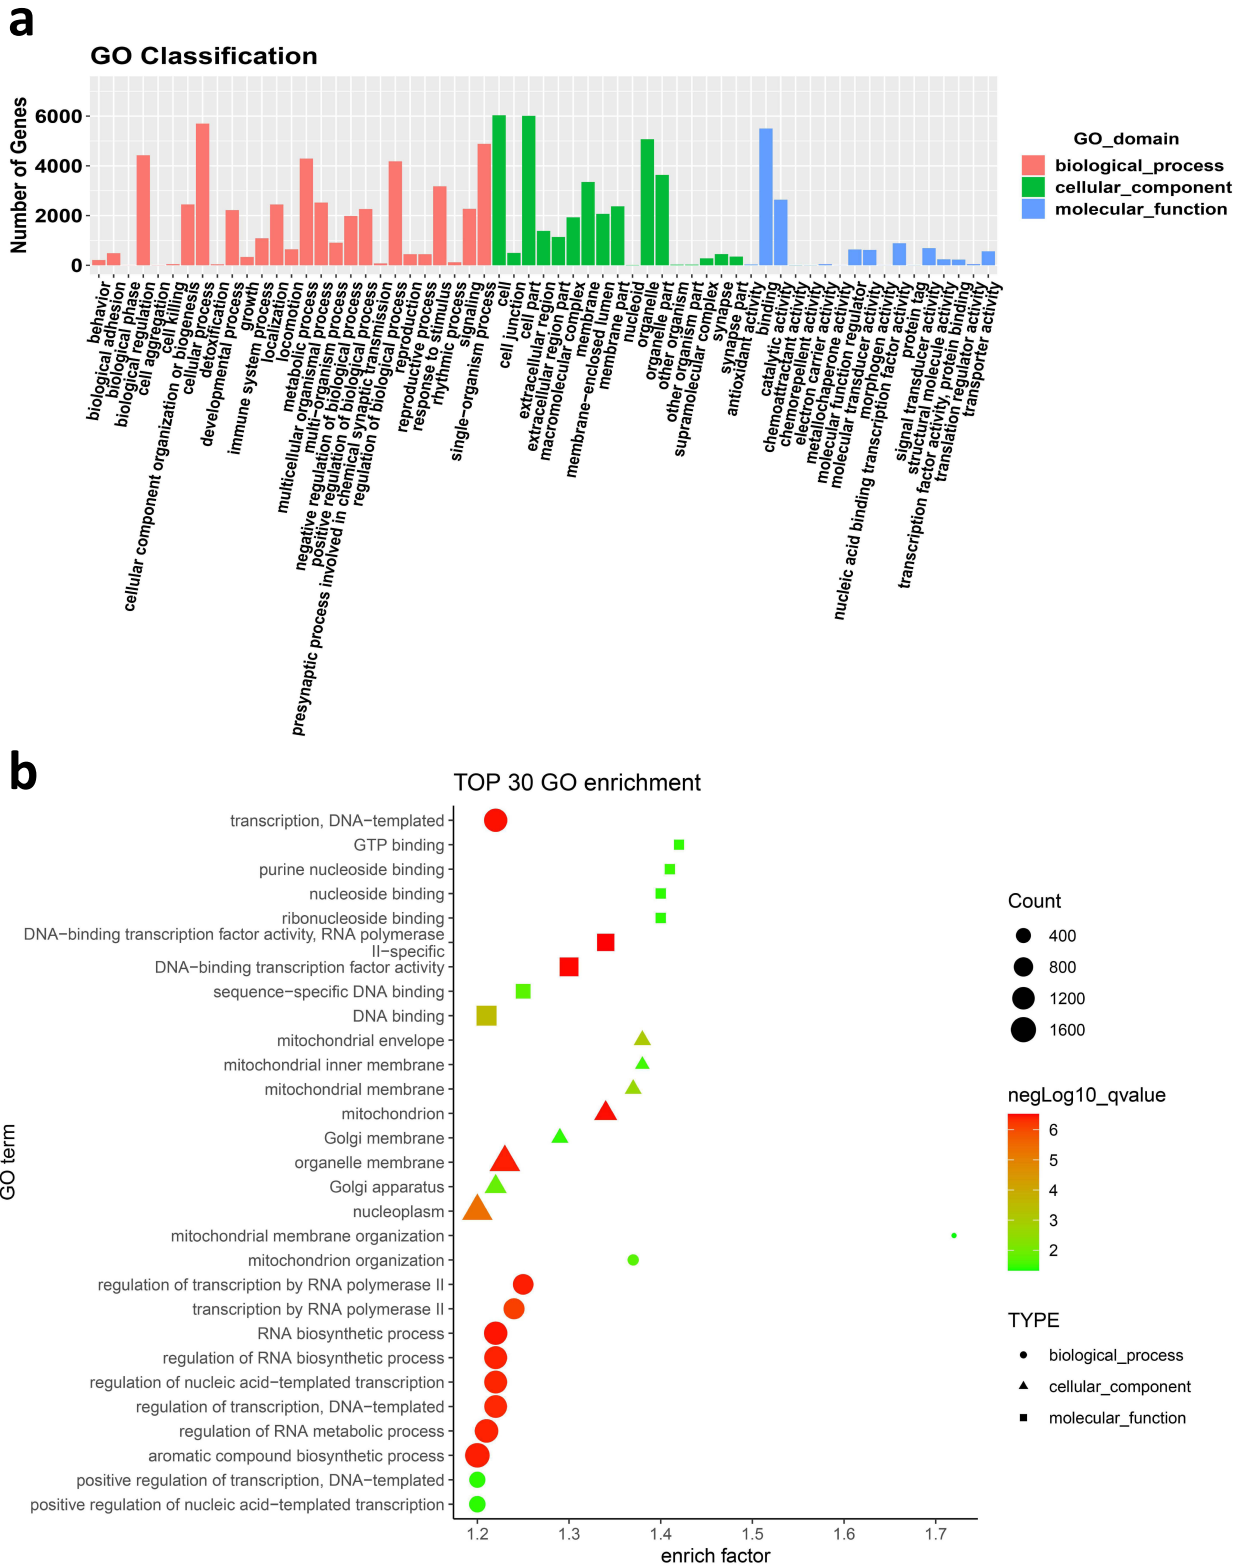 a
GO Classification
Number of Genes
6000
4000
2000
0
behavior
biological adhesion
biological phase
biological regulation
cell aggregation
cell killing
cellular component organization or biogenesis
cellular process
detoxification
developmental process
growth
immune system process
localization
locomotion
metabolic process
multicellular organismal process
multi-organism process
negative regulation of biological process
positive regulation of biological process
presynaptic process involved in chemical synaptic transmission
regulation of biological process
reproduction
reproductive process
response to stimulus
rhythmic process
signaling
single-organism process
cell
cell junction
cell part
extracellular region
extracellular region part
macromolecular complex
membrane
membrane-enclosed lumen
membrane part
nucleoid
organelle
organelle part
other organism
other organism part
supramolecular complex
synapse
synapse part
antioxidant activity
binding
catalytic activity
chemoattractant activity
chemorepellent activity
electron carrier activity
metallochaperone activity
molecular function regulator
molecular transducer activity
morphogen activity
nucleic acid binding transcription factor activity
protein tag
signal transducer activity
structural molecule activity
transcription factor activity, protein binding
translation regulator activity
transporter activity
GO_domain
biological_process
cellular_component
molecular_function
b
TOP 30 GO enrichment
GO term
transcription, DNA−templated
GTP binding
purine nucleoside binding
nucleoside binding
ribonucleoside binding
DNA−binding transcription factor activity, RNA polymerase
II−specific
DNA−binding transcription factor activity
sequence−specific DNA binding
DNA binding
mitochondrial envelope
mitochondrial inner membrane
mitochondrial membrane
mitochondrion
Golgi membrane
organelle membrane
Golgi apparatus
nucleoplasm
mitochondrial membrane organization
mitochondrion organization
regulation of transcription by RNA polymerase II
transcription by RNA polymerase II
RNA biosynthetic process
regulation of RNA biosynthetic process
regulation of nucleic acid−templated transcription
regulation of transcription, DNA−templated
regulation of RNA metabolic process
aromatic compound biosynthetic process
positive regulation of transcription, DNA−templated
positive regulation of nucleic acid−templated transcription
1.2 1.3 1.4 1.5 1.6 1.7
enrich factor
Count
400
800
1200
1600
negLog10_qvalue
6
5
4
3
2
TYPE
biological_process
cellular_component
molecular_function